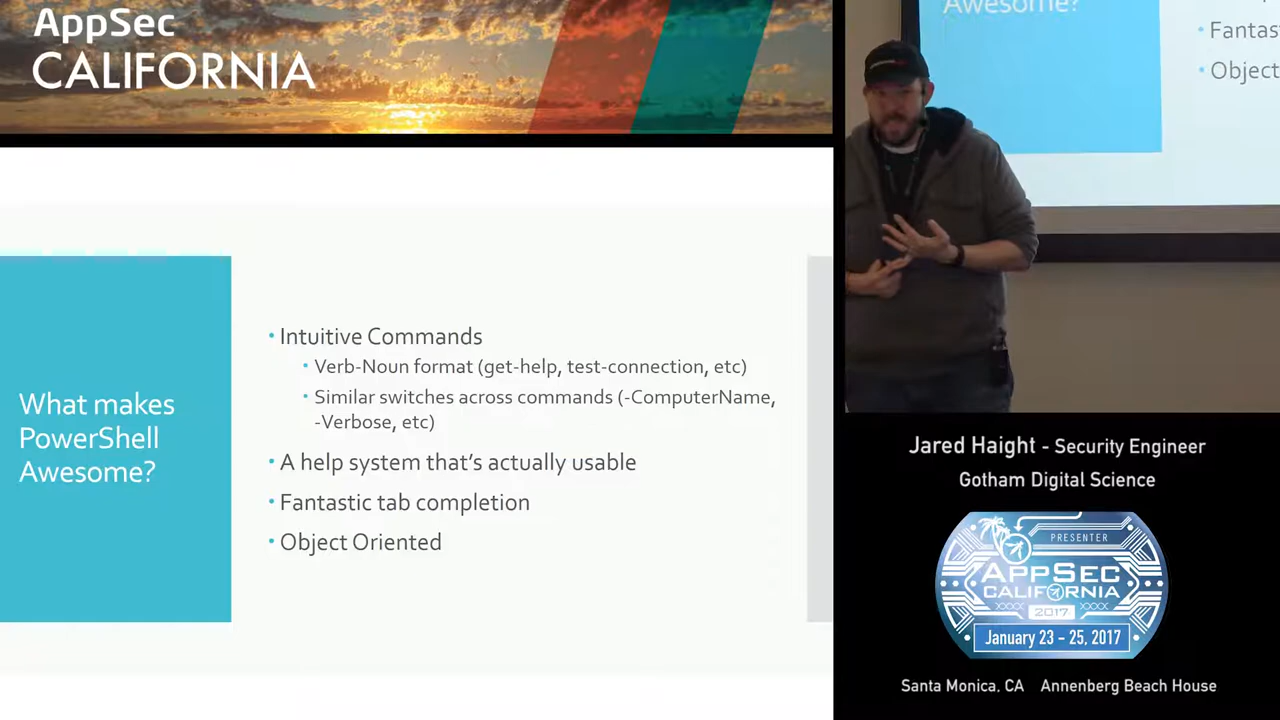 AppSec
CALIFORNIA
What makes
PowerShell
Awesome?
• Intuitive Commands
• Verb-Noun format (get-help, test-connection, etc)
• Similar switches across commands (-ComputerName,
-Verbose, etc)
• A help system that's actually usable
• Fantastic tab completion
• Object Oriented
Awesome?
• Fantas
• Object
Jared Haight - Security Engineer
Gotham Digital Science
PRESENTER
APPSEC
CALIFORNIA
2017
January 23 - 25, 2017
Santa Monica, CA Annenberg Beach House